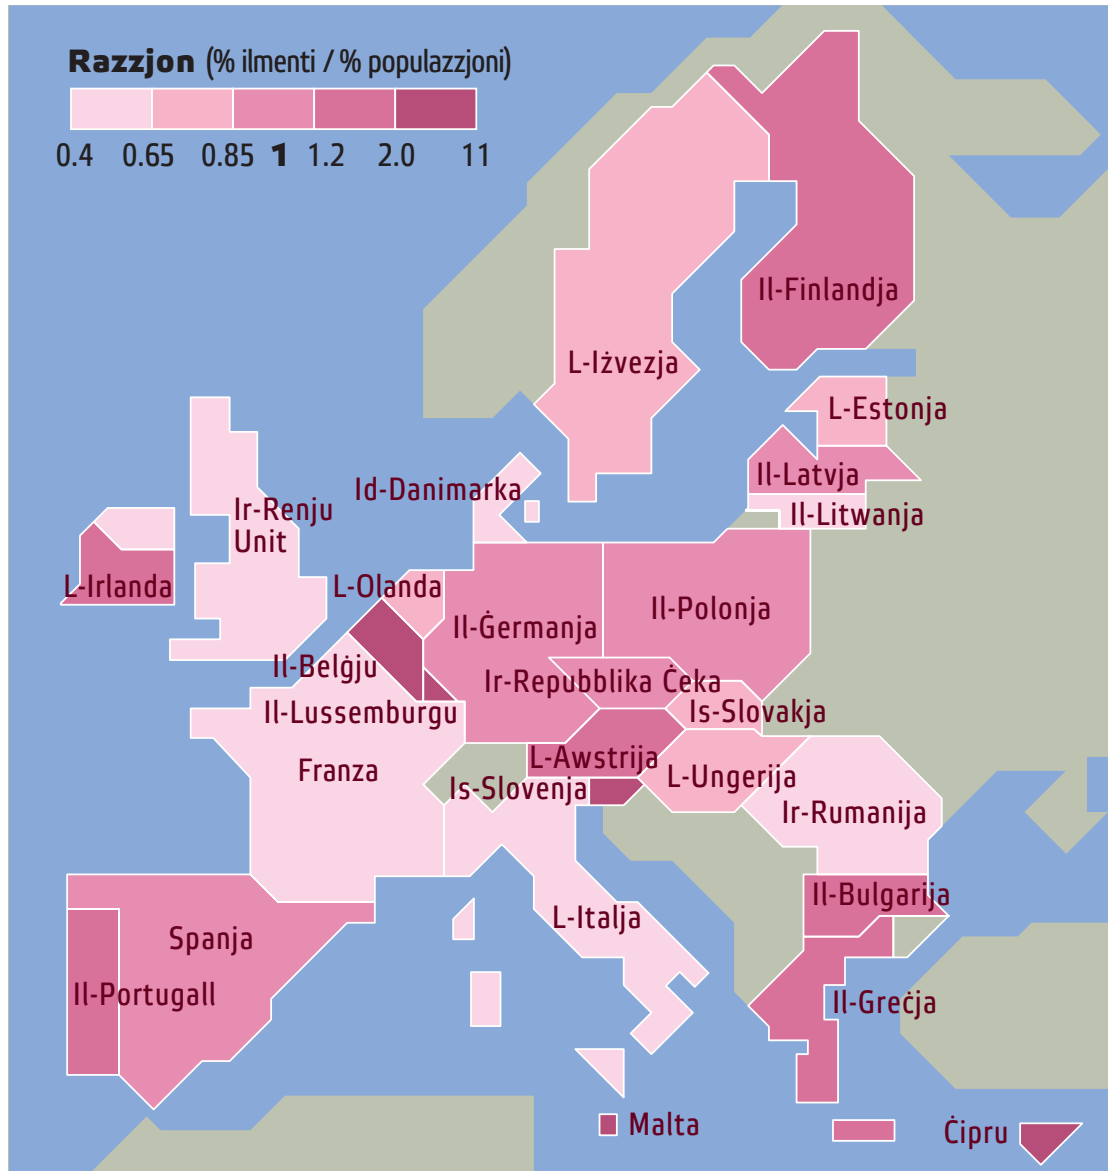 Razzjon (% ilmenti / % populazzjoni)
0.4 0.65 0.85 1 1.2 2.0 11
Il-Finlandja
L-Iżvezja
L-Estonja
Il-Latvja
Id-Danimarka
Ir-Renju
Unit
Il-Litwanja
L-Irlanda
L-Olanda
Il-Ġermanja
Il-Polonja
Il-Belġju
Ir-Repubblika Ċeka
Il-Lussemburgu
Is-Slovakja
Franza
L-Awstrija
L-Ungerija
Is-Slovenja
Ir-Rumanija
Il-Bulgarija
L-Italja
Spanja
Il-Portugall
Il-Greċja
Malta
Ċipru